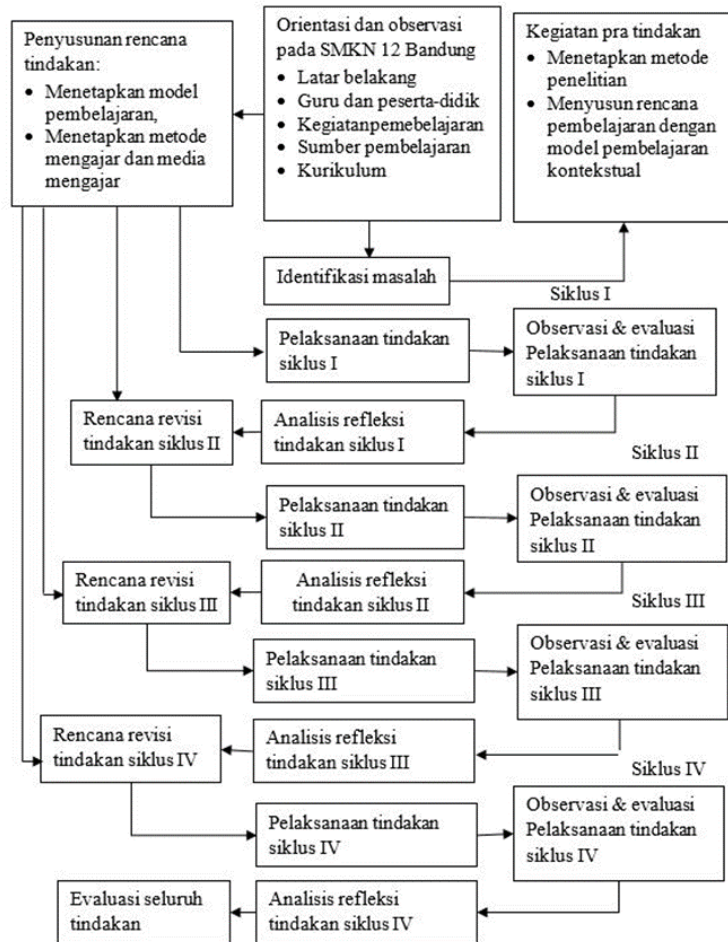 Penyusunan rencana
tindakan:
• Menetapkan model
pembelajaran,
• Menetapkan metode
mengajar dan media
mengajar
Orientasi dan observasi
pada SMKN 12 Bandung
• Latar belakang
• Guru dan peserta-didik
• Kegiatanpemebelajaran
• Sumber pembelajaran
• Kurikulum
Kegiatan pra tindakan
• Menetapkan metode
penelitian
• Menyusun rencana
pembelajaran dengan
model pembelajaran
kontekstual
Identifikasi masalah
Siklus I
Pelaksanaan tindakan
siklus I
Observasi & evaluasi
Pelaksanaan tindakan
siklus I
Rencana revisi
tindakan siklus II
Analisis refleksi
tindakan siklus I
Siklus II
Pelaksanaan tindakan
siklus II
Observasi & evaluasi
Pelaksanaan tindakan
siklus II
Rencana revisi
tindakan siklus III
Analisis refleksi
tindakan siklus II
Siklus III
Pelaksanaan tindakan
siklus III
Observasi & evaluasi
Pelaksanaan tindakan
siklus III
Rencana revisi
tindakan siklus IV
Analisis refleksi
tindakan siklus III
Siklus IV
Pelaksanaan tindakan
siklus IV
Observasi & evaluasi
Pelaksanaan tindakan
siklus IV
Evaluasi seluruh
tindakan
Analisis refleksi
tindakan siklus IV